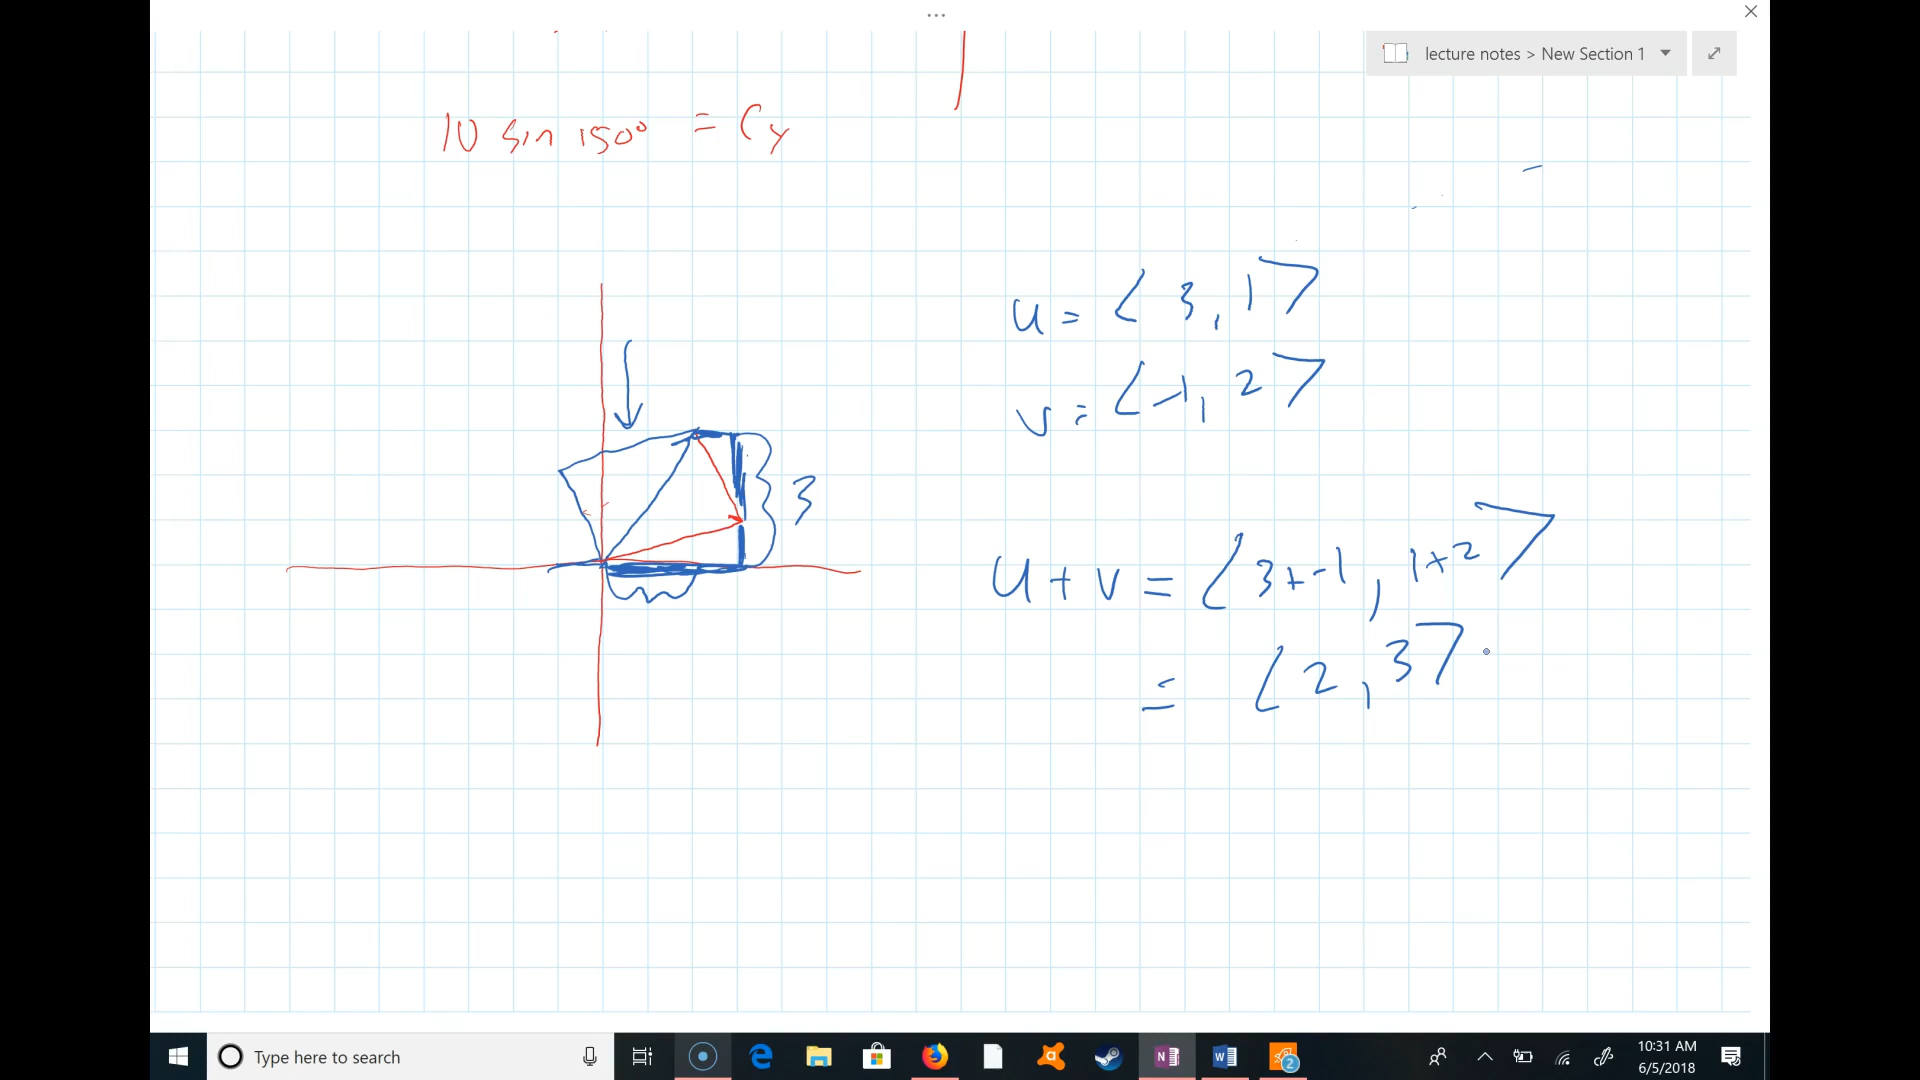 ...
lecture notes > New Section 1
10 sin 150° = Cy
u = ⟨ 3, 1 ⟩
v = ⟨ -1, 2 ⟩
3
u + v = ⟨ 3 + -1, 1 + 2 ⟩
= ⟨ 2, 3 ⟩
Type here to search
N
W
2
10:31 AM
6/5/2018